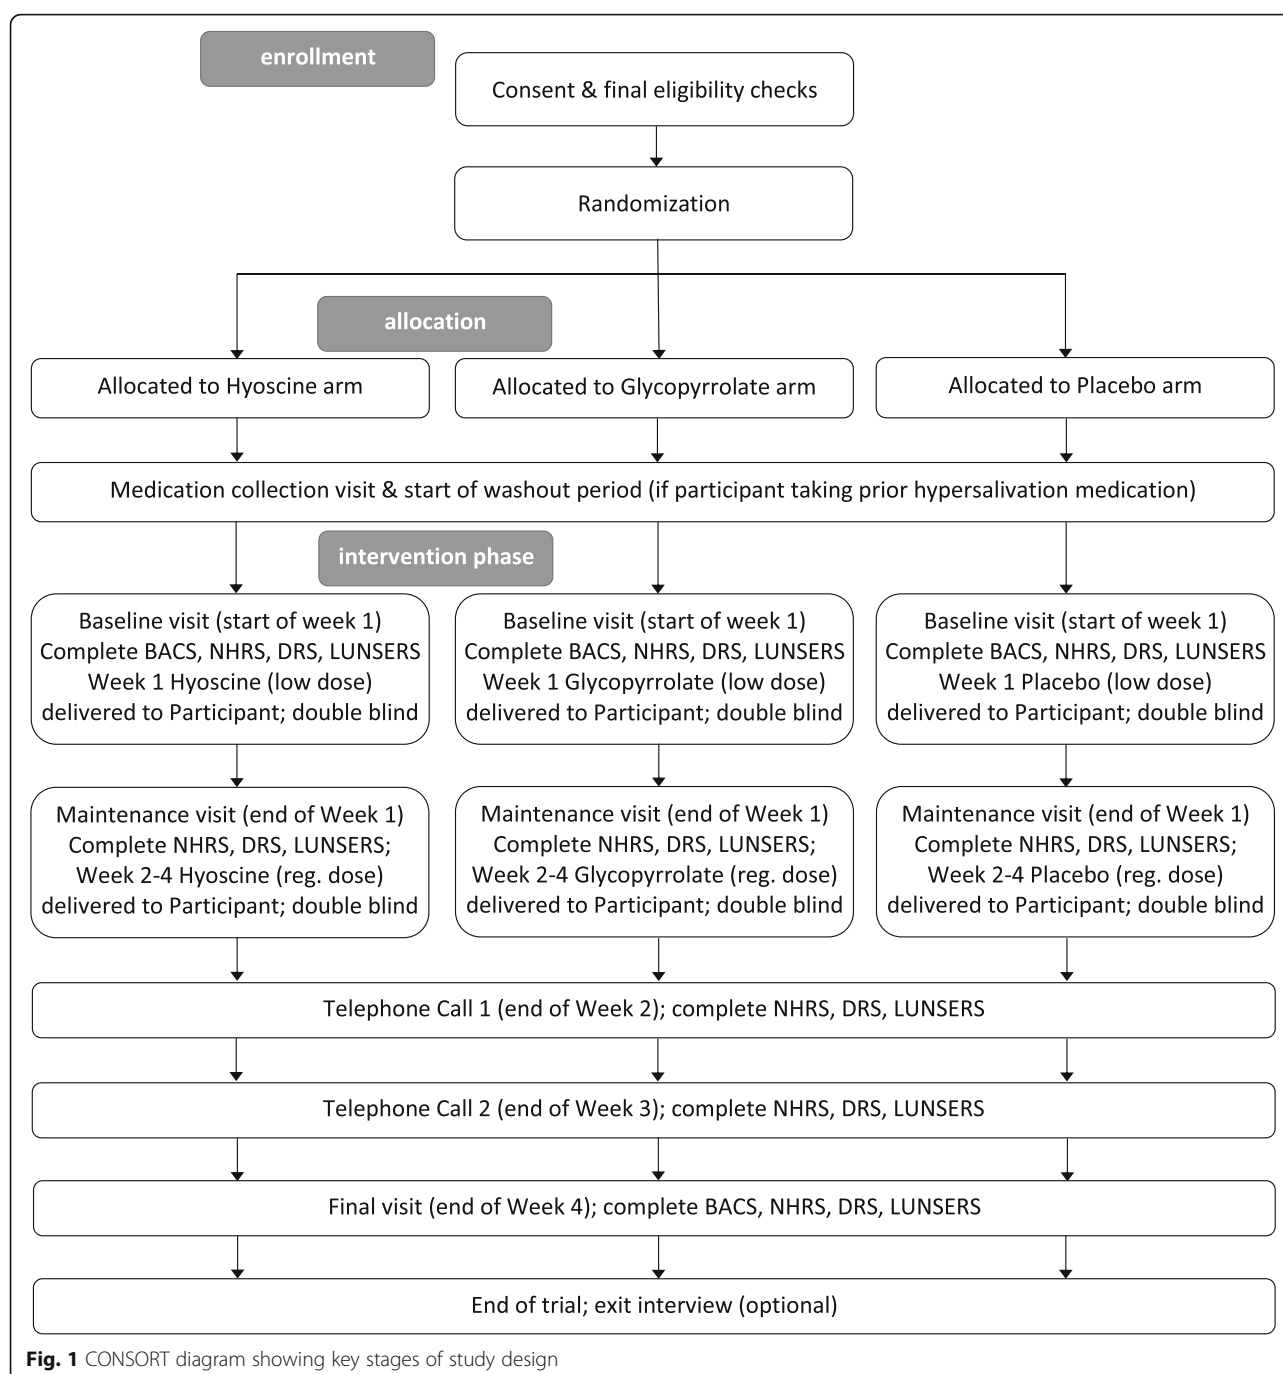 enrollment
Consent & final eligibility checks
Randomization
allocation
Allocated to Hyoscine arm
Allocated to Glycopyrrolate arm
Allocated to Placebo arm
Medication collection visit & start of washout period (if participant taking prior hypersalivation medication)
intervention phase
Baseline visit (start of week 1)
Complete BACS, NHRS, DRS, LUNSERS
Week 1 Hyoscine (low dose)
delivered to Participant; double blind
Baseline visit (start of week 1)
Complete BACS, NHRS, DRS, LUNSERS
Week 1 Glycopyrrolate (low dose)
delivered to Participant; double blind
Baseline visit (start of week 1)
Complete BACS, NHRS, DRS, LUNSERS
Week 1 Placebo (low dose)
delivered to Participant; double blind
Maintenance visit (end of Week 1)
Complete NHRS, DRS, LUNSERS;
Week 2-4 Hyoscine (reg. dose)
delivered to Participant; double blind
Maintenance visit (end of Week 1)
Complete NHRS, DRS, LUNSERS;
Week 2-4 Glycopyrrolate (reg. dose)
delivered to Participant; double blind
Maintenance visit (end of Week 1)
Complete NHRS, DRS, LUNSERS;
Week 2-4 Placebo (reg. dose)
delivered to Participant; double blind
Telephone Call 1 (end of Week 2); complete NHRS, DRS, LUNSERS
Telephone Call 2 (end of Week 3); complete NHRS, DRS, LUNSERS
Final visit (end of Week 4); complete BACS, NHRS, DRS, LUNSERS
End of trial; exit interview (optional)
Fig. 1 CONSORT diagram showing key stages of study design